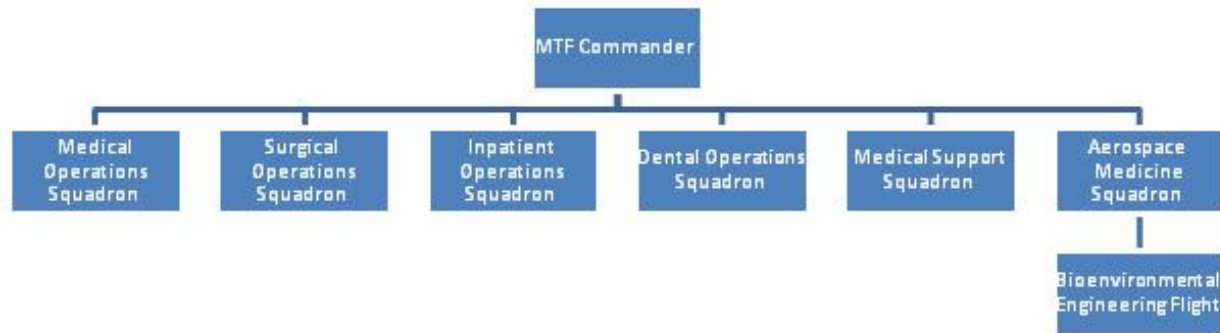 MTF Commander
Medical
Operations
Squadron
Surgical
Operations
Squadron
Inpatient
Operations
Squadron
Dental Operations
Squadron
Medical Support
Squadron
Aerospace
Medicine
Squadron
Bioenvironmental
Engineering Flight